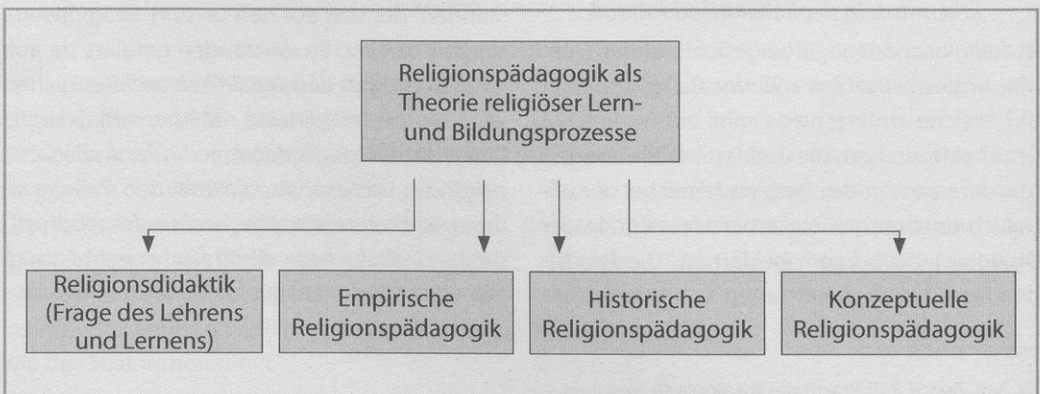 Religionspädagogik als
Theorie religiöser Lern-
und Bildungsprozesse
Religionsdidaktik
(Frage des Lehrens
und Lernens)
Empirische
Religionspädagogik
Historische
Religionspädagogik
Konzeptuelle
Religionspädagogik